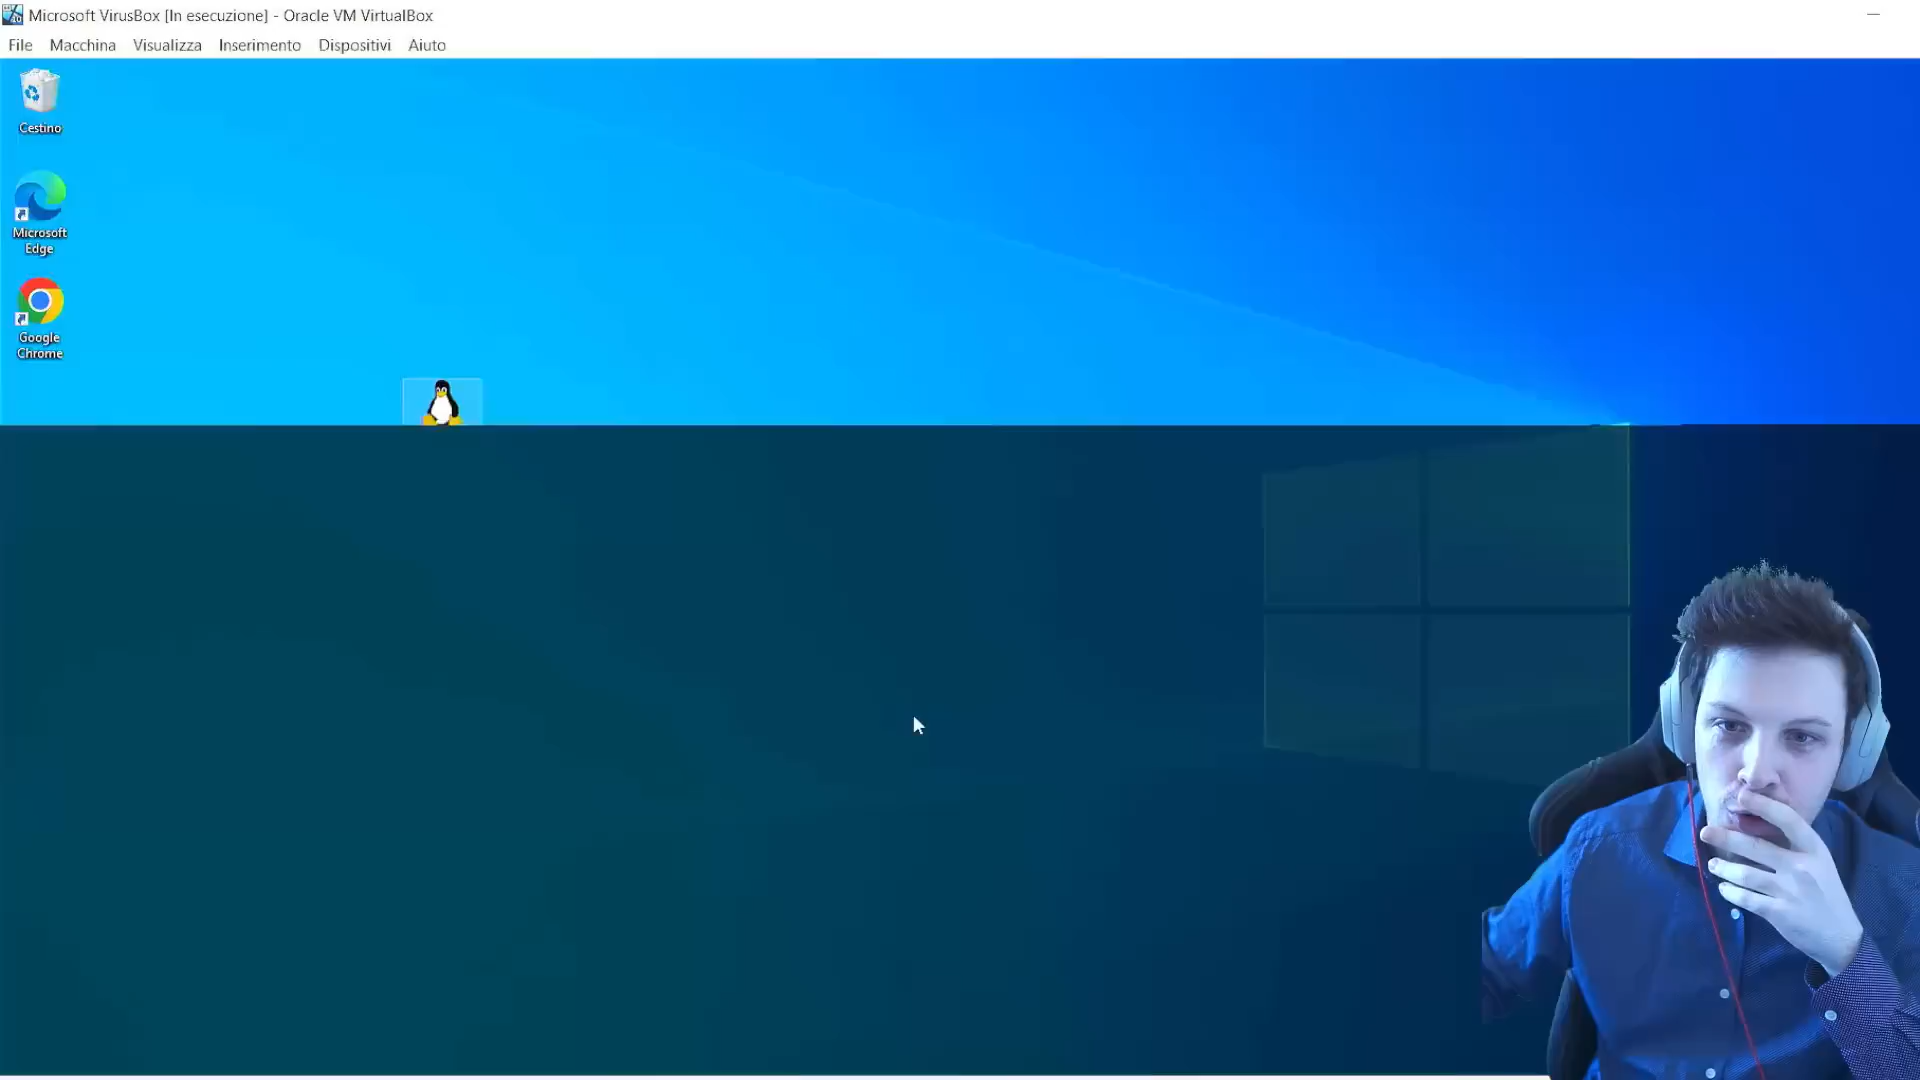 Microsoft VirusBox [In esecuzione] - Oracle VM VirtualBox
File Macchina Visualizza Inserimento Dispositivi Aiuto
Cestino
Microsoft
Edge
Google
Chrome